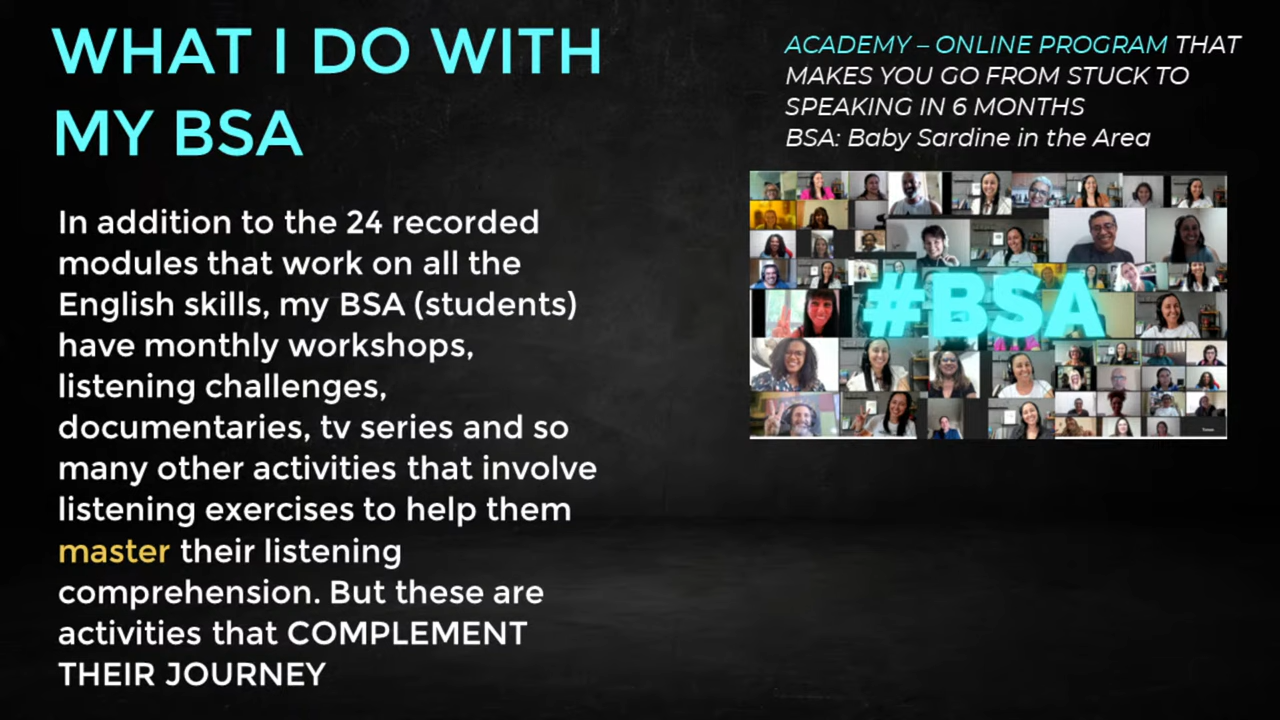 WHAT I DO WITH
MY BSA
In addition to the 24 recorded
modules that work on all the
English skills, my BSA (students)
have monthly workshops,
listening challenges,
documentaries, tv series and so
many other activities that involve
listening exercises to help them
master their listening
comprehension. But these are
activities that COMPLEMENT
THEIR JOURNEY
ACADEMY – ONLINE PROGRAM THAT
MAKES YOU GO FROM STUCK TO
SPEAKING IN 6 MONTHS
BSA: Baby Sardine in the Area
#BSA